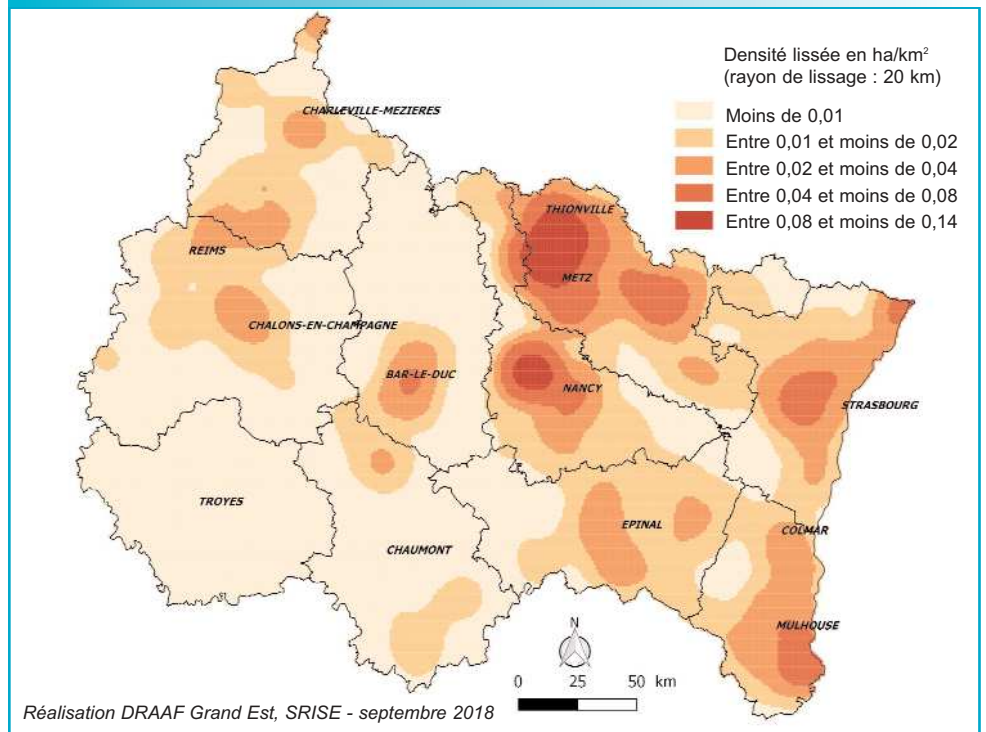 Densité lissée en ha/km²
(rayon de lissage : 20 km)
Moins de 0,01
Entre 0,01 et moins de 0,02
Entre 0,02 et moins de 0,04
Entre 0,04 et moins de 0,08
Entre 0,08 et moins de 0,14
CHARLEVILLE-MEZIERES
THIONVILLE
REIMS
METZ
CHALONS-EN-CHAMPAGNE
BAR-LE-DUC
NANCY
STRASBOURG
TROYES
EPINAL
COLMAR
CHAUMONT
MULHOUSE
N
0 25 50 km
Réalisation DRAAF Grand Est, SRISE - septembre 2018